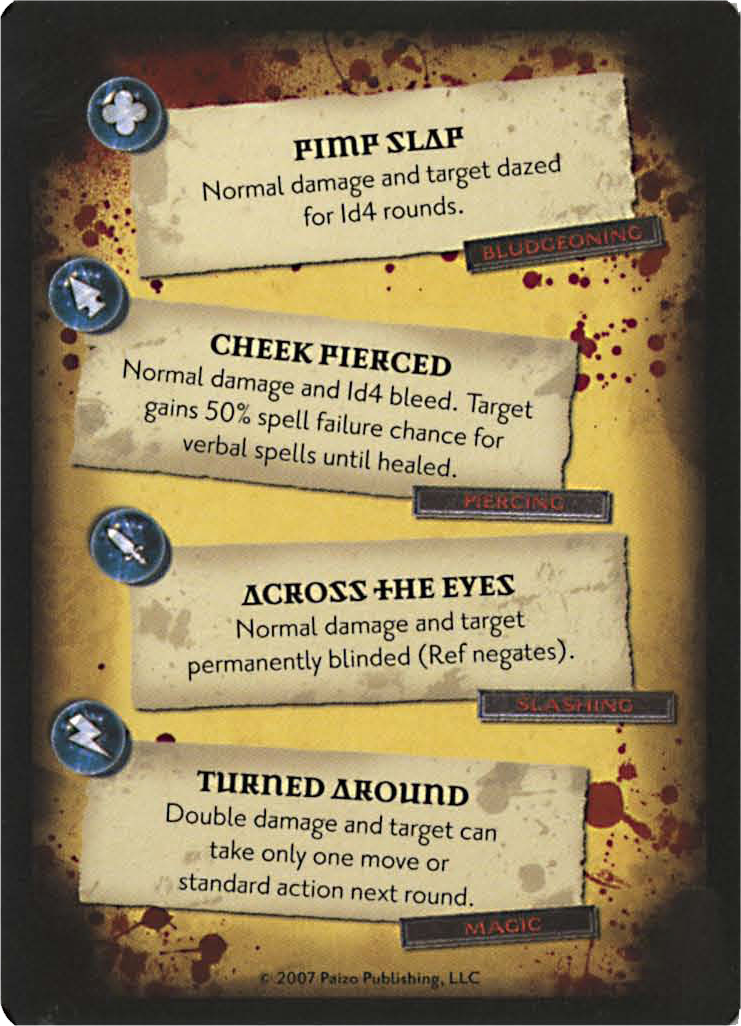 PIMP SLAP
Normal damage and target dazed
for 1d4 rounds.
BLUDGEONING
CHEEK PIERCED
Normal damage and 1d4 bleed. Target
gains 50% spell failure chance for
verbal spells until healed.
PIERCING
ACROSS THE EYES
Normal damage and target
permanently blinded (Ref negates).
SLASHING
TURNED AROUND
Double damage and target can
take only one move or
standard action next round.
MAGIC
© 2007 Paizo Publishing, LLC